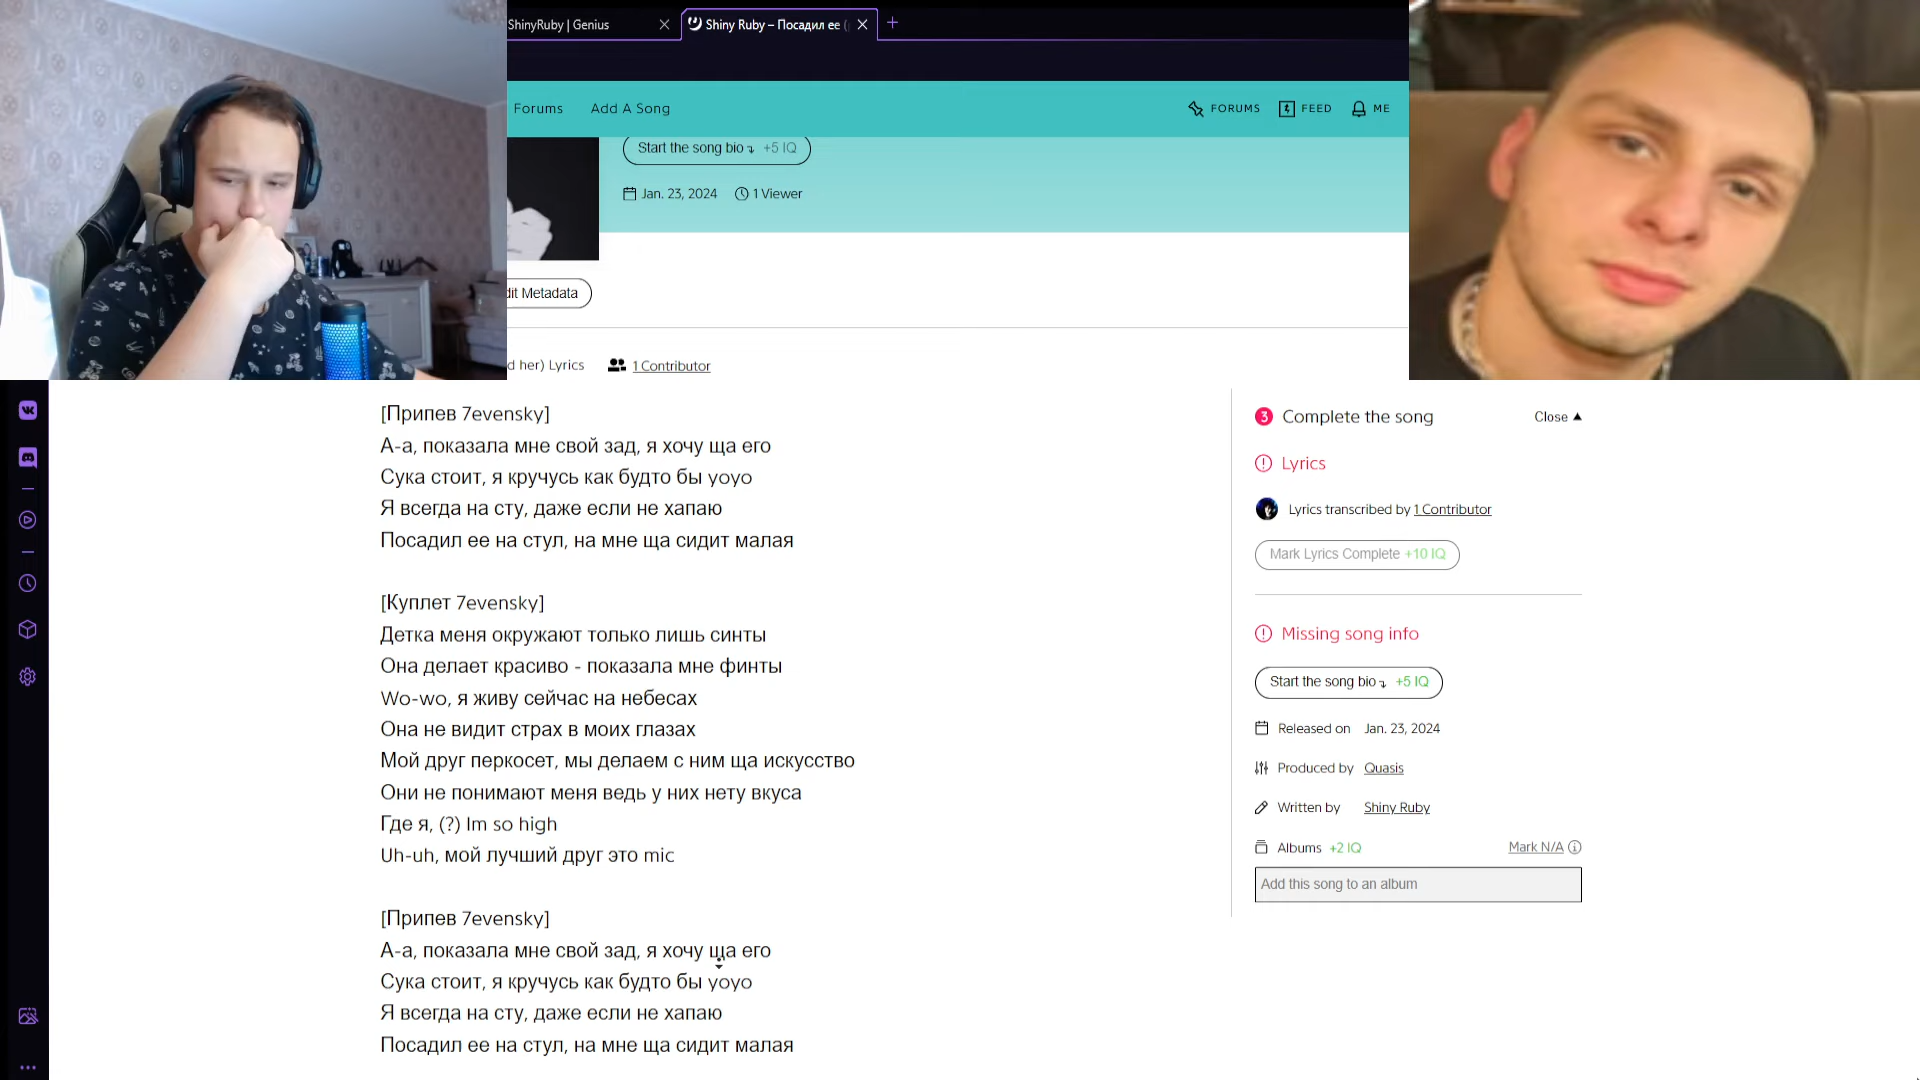 ShinyRuby | Genius
Shiny Ruby – Посадил ее (
Forums
Add A Song
FORUMS
FEED
ME
Start the song bio +5 IQ
Jan. 23, 2024
1 Viewer
dit Metadata
d her) Lyrics
1 Contributor
[Припев 7evensky]
А-а, показала мне свой зад, я хочу ща его
Сука стоит, я кручусь как будто бы yoyo
Я всегда на сту, даже если не хапаю
Посадил ее на стул, на мне ща сидит малая
[Куплет 7evensky]
Детка меня окружают только лишь синты
Она делает красиво - показала мне финты
Wo-wo, я живу сейчас на небесах
Она не видит страх в моих глазах
Мой друг перкосет, мы делаем с ним ща искусство
Они не понимают меня ведь у них нету вкуса
Где я, (?) Im so high
Uh-uh, мой лучший друг это mic
[Припев 7evensky]
А-а, показала мне свой зад, я хочу ща его
Сука стоит, я кручусь как будто бы yoyo
Я всегда на сту, даже если не хапаю
Посадил ее на стул, на мне ща сидит малая
3 Complete the song
Close
Lyrics
Lyrics transcribed by 1 Contributor
Mark Lyrics Complete +10 IQ
Missing song info
Start the song bio +5 IQ
Released on Jan. 23, 2024
Produced by Quasis
Written by Shiny Ruby
Albums +2 IQ
Mark N/A
Add this song to an album